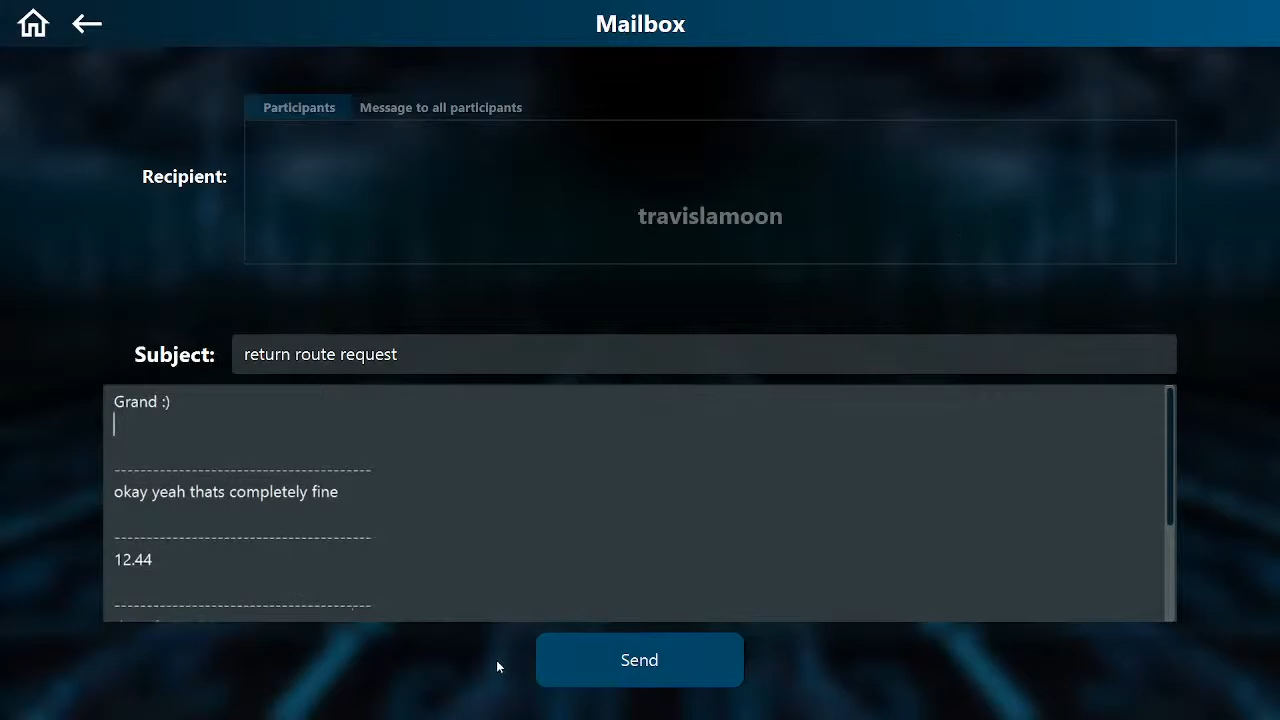 Mailbox
Participants Message to all participants
Recipient:
travislamoon
Subject: return route request
Grand :)
----------------------------------------
okay yeah thats completely fine
----------------------------------------
12.44
----------------------------------------
Send